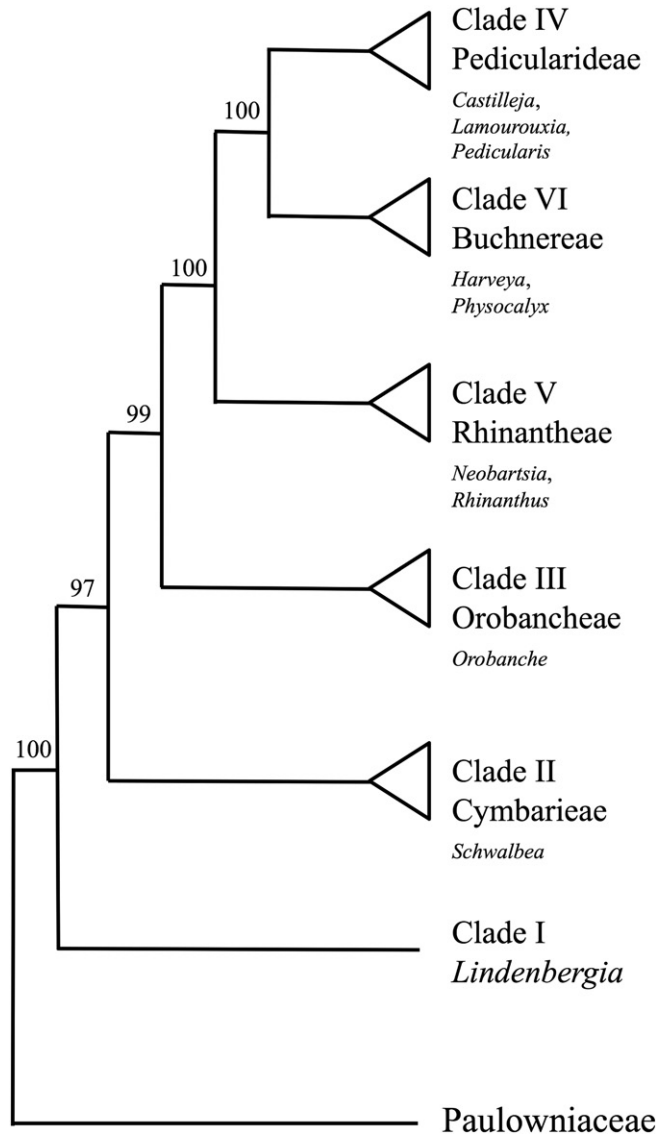 Clade IV
Pedicularideae
100
Castilleja,
Lamourouxia,
Pedicularis
Clade VI
Buchnereae
100
Harveya,
Physocalyx
Clade V
99
Rhinantheae
Neobartsia,
Rhinanthus
Clade III
97
Orobancheae
Orobanche
100
Clade II
Cymbarieae
Schwalbea
Clade I
Lindenbergia
Paulowniaceae